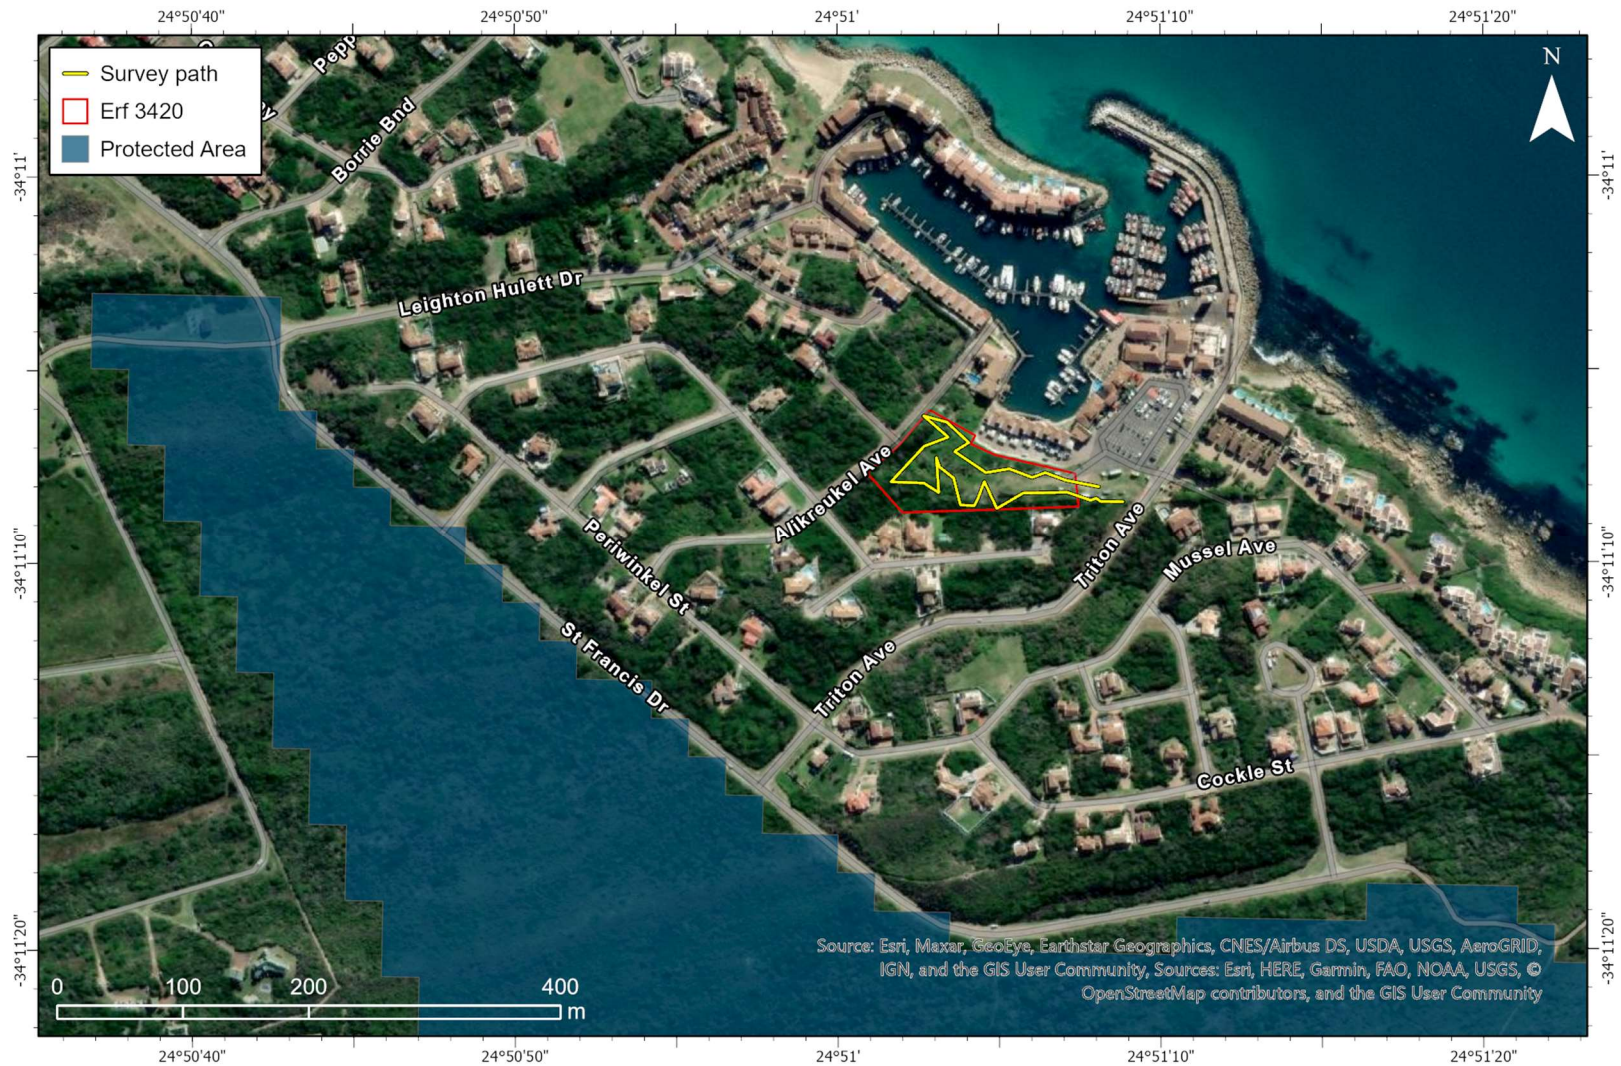 24°50'40" 24°50'50" 24°51' 24°51'10" 24°51'20"
Survey path
Erf 3420
Protected Area
N
Pepp
Borrie Bnd
-34°11' -34°11'
Leighton Hulett Dr
Alikreukel Ave
Periwinkel St
Triton Ave
Mussel Ave
-34°11'10" -34°11'10"
St Francis Dr
Triton Ave
Cockle St
-34°11'20" -34°11'20"
Source: Esri, Maxar, GeoEye, Earthstar Geographics, CNES/Airbus DS, USDA, USGS, AeroGRID,
IGN, and the GIS User Community, Sources: Esri, HERE, Garmin, FAO, NOAA, USGS, ©
OpenStreetMap contributors, and the GIS User Community
0 100 200 400
m
24°50'40" 24°50'50" 24°51' 24°51'10" 24°51'20"